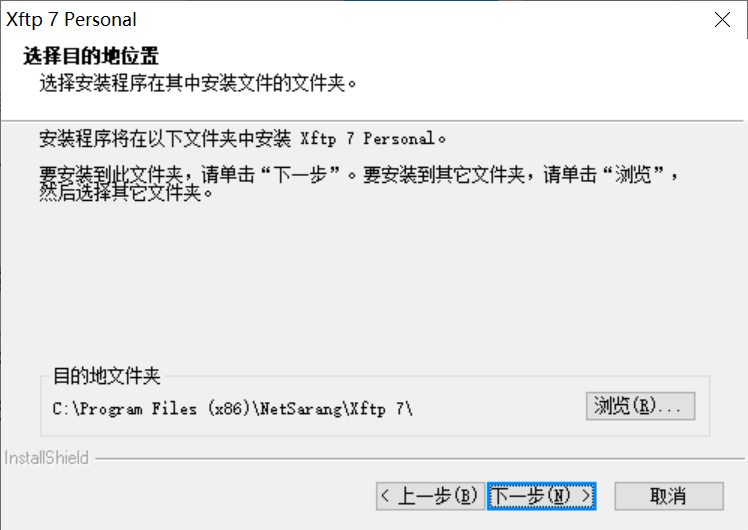 Xftp 7 Personal
选择目的地位置
选择安装程序在其中安装文件的文件夹。
安装程序将在以下文件夹中安装 Xftp 7 Personal。
要安装到此文件夹，请单击“下一步”。要安装到其它文件夹，请单击“浏览”，
然后选择其它文件夹。
目的地文件夹
C:\Program Files (x86)\NetSarang\Xftp 7\
浏览(R)...
InstallShield
< 上一步(B)
下一步(N) >
取消